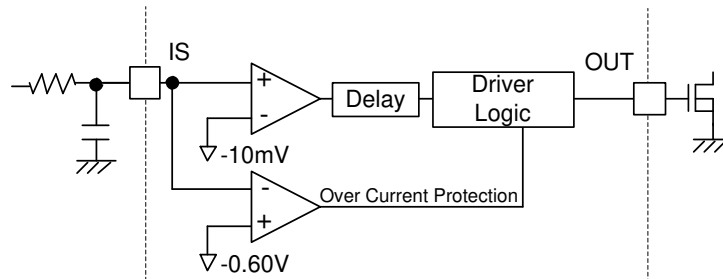 IS
OUT
+
-
Delay
Driver
Logic
-10mV
-
+
Over Current Protection
-0.60V